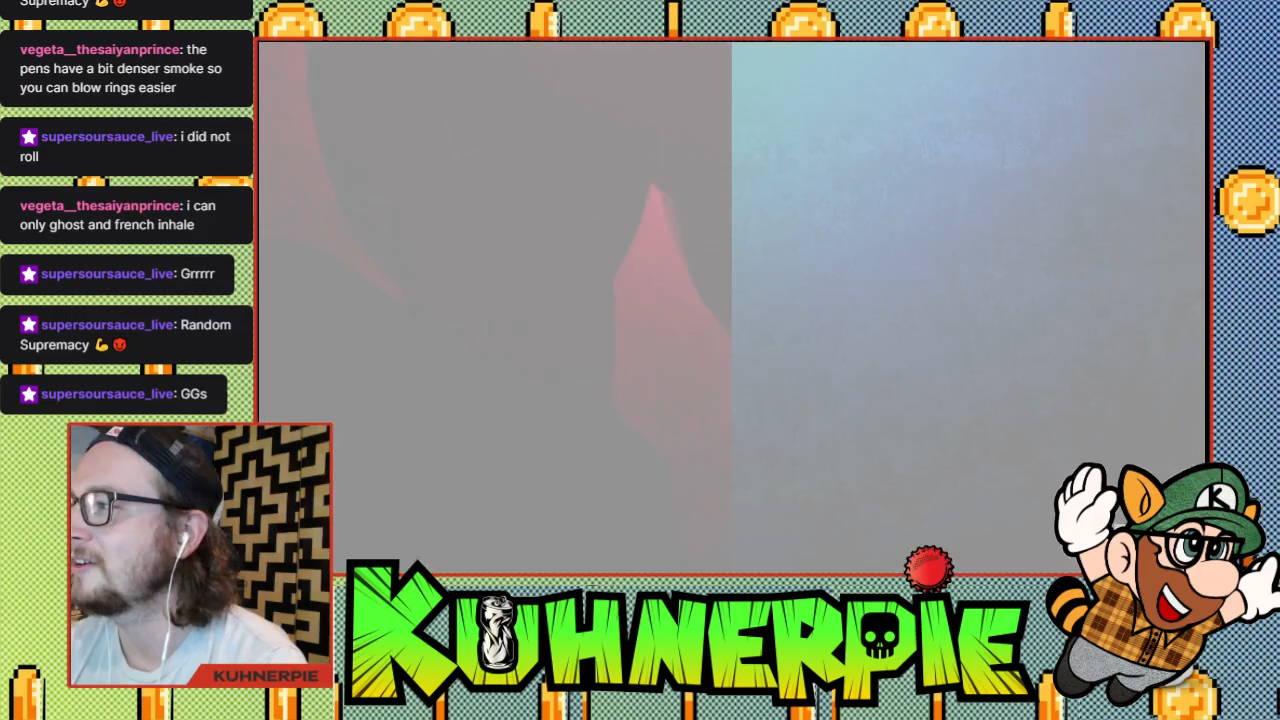 Supremacy 💪 😈
vegeta__thesaiyanprince: the
pens have a bit denser smoke so
you can blow rings easier
supersoursauce_live: i did not
roll
vegeta__thesaiyanprince: i can
only ghost and french inhale
supersoursauce_live: Grrrrr
supersoursauce_live: Random
Supremacy 💪 😈
supersoursauce_live: GGs
K
KUHNERPIE
KUHNERPIE